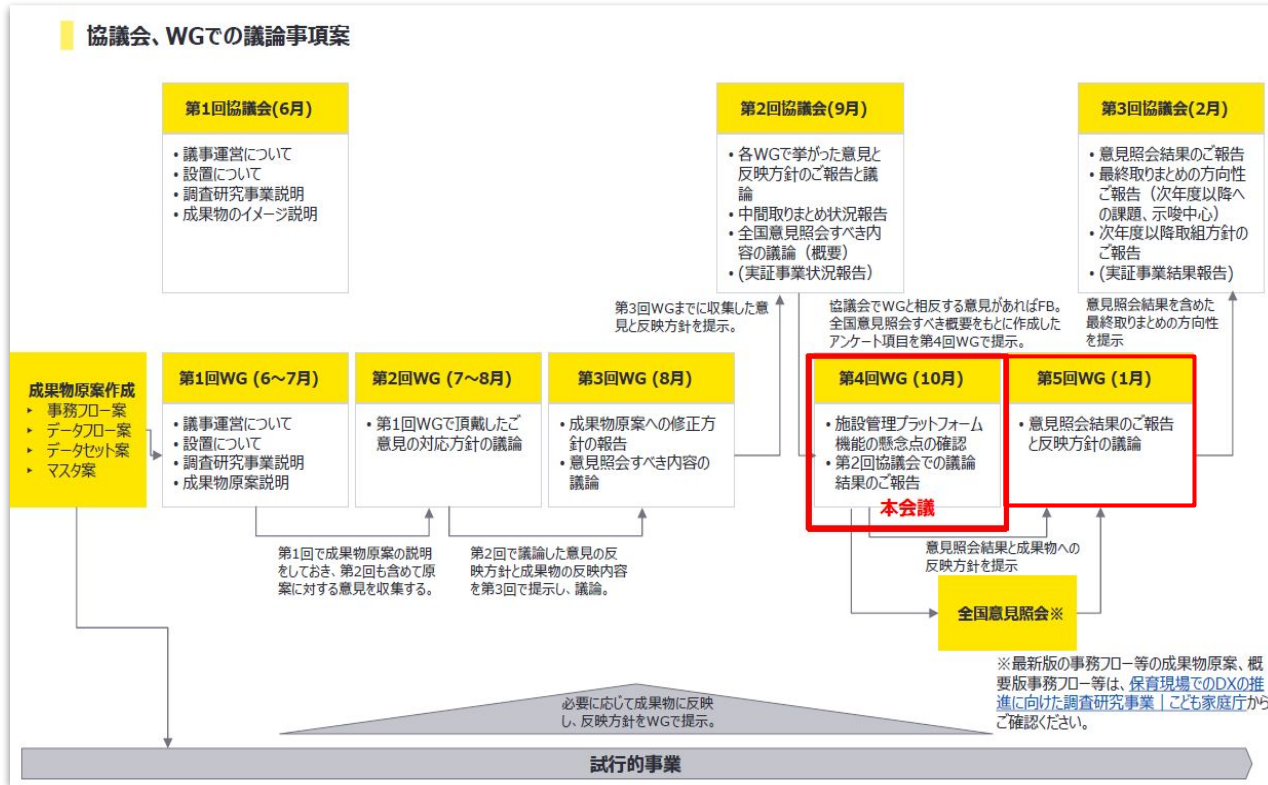 協議会、WGでの議論事項案
第1回協議会(6月)
・議事運営について
・設置について
・調査研究事業説明
・成果物のイメージ説明
第2回協議会(9月)
・各WGで挙がった意見と
反映方針のご報告と議
論
・中間取りまとめ状況報告
・全国意見照会すべき内
容の議論（概要）
・(実証事業状況報告)
第3回協議会(2月)
・意見照会結果のご報告
・最終取りまとめの方向性
ご報告（次年度以降へ
の課題、示唆中心）
・次年度以降取組方針の
ご報告
・(実証事業結果報告)
第3回WGまでに収集した意
見と反映方針を提示。
協議会でWGと相反する意見があればFB。
全国意見照会すべき概要をもとに作成した
アンケート項目を第4回WGで提示。
意見照会結果を含めた
最終取りまとめの方向性
を提示
成果物原案作成
▸ 事務フロー案
▸ データフロー案
▸ データセット案
▸ マスタ案
第1回WG (6～7月)
・議事運営について
・設置について
・調査研究事業説明
・成果物原案説明
第2回WG (7～8月)
・第1回WGで頂戴したご
意見の対応方針の議論
第3回WG (8月)
・成果物原案への修正方
針の報告
・意見照会すべき内容の
議論
第4回WG (10月)
・施設管理プラットフォーム
機能の懸念点の確認
・第2回協議会での議論
結果のご報告
本会議
第5回WG (1月)
・意見照会結果のご報告
と反映方針の議論
第1回で成果物原案の説明
をしておき、第2回も含めて原
案に対する意見を収集する。
第2回で議論した意見の反
映方針と成果物の反映内容
を第3回で提示し、議論。
意見照会結果と成果物への
反映方針を提示
全国意見照会※
※最新版の事務フロー等の成果物原案、概
要版事務フロー等は、保育現場でのDXの推
進に向けた調査研究事業｜こども家庭庁から
ご確認ください。
必要に応じて成果物に反映
し、反映方針をWGで提示。
試行的事業